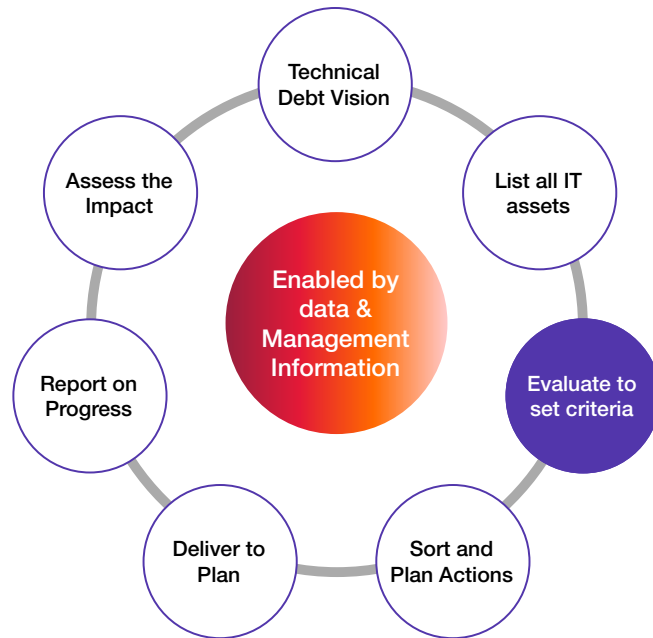 Technical
Debt Vision
List all IT
assets
Evaluate to
set criteria
Sort and
Plan Actions
Deliver to
Plan
Report on
Progress
Assess the
Impact
Enabled by
data &
Management
Information